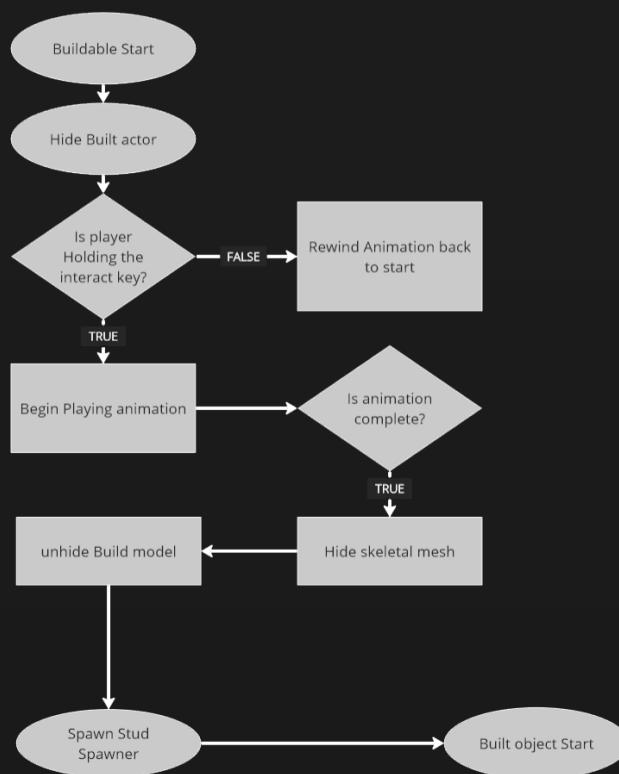 Buildable Start
Hide Built actor
Is player
Holding the
interact key?
FALSE
Rewind Animation back
to start
TRUE
Begin Playing animation
Is animation
complete?
TRUE
unhide Build model
Hide skeletal mesh
Spawn Stud
Spawner
Built object Start